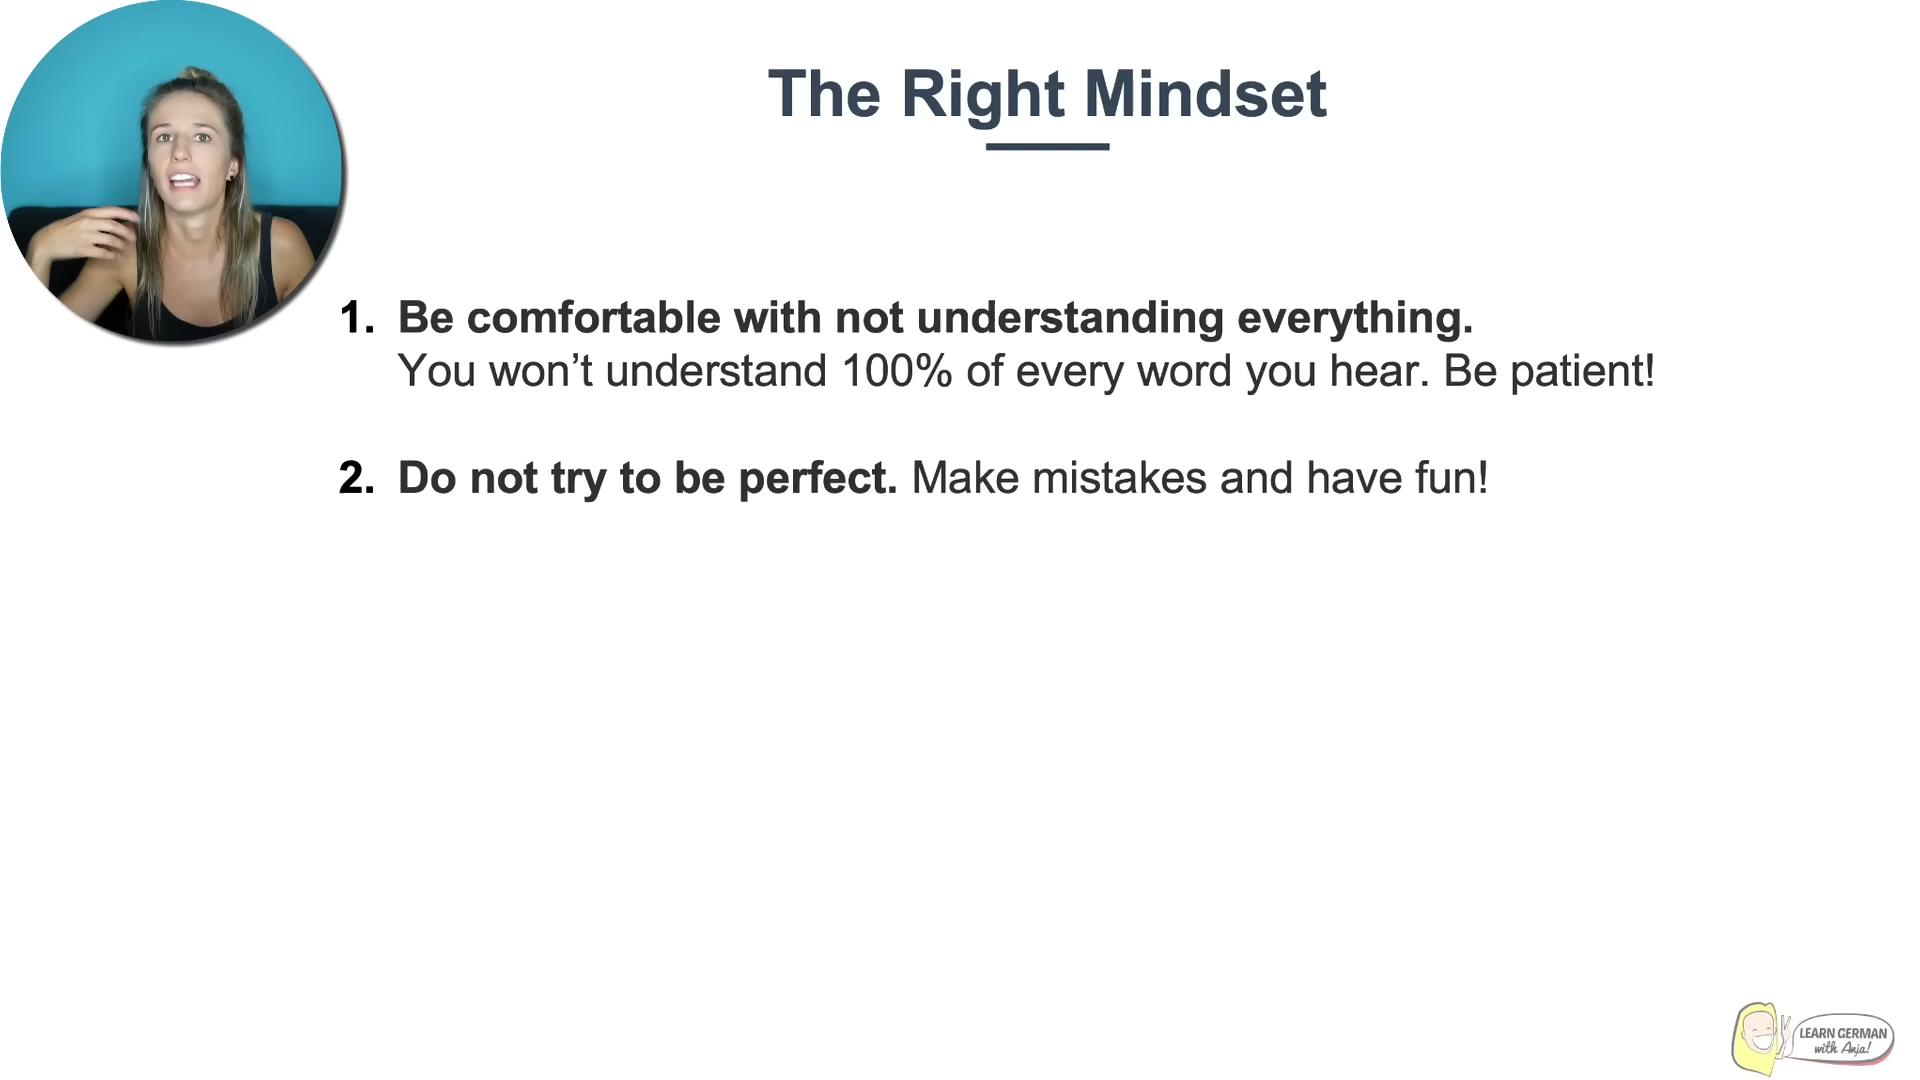 The Right Mindset
1. Be comfortable with not understanding everything.
You won’t understand 100% of every word you hear. Be patient!
2. Do not try to be perfect. Make mistakes and have fun!
LEARN GERMAN
with Anja!